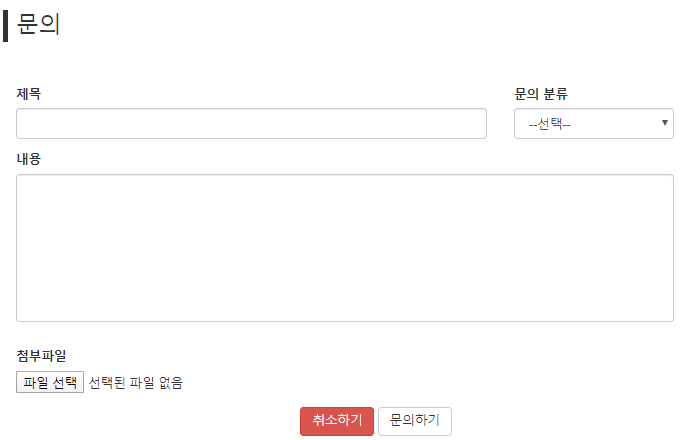 문의
제목 문의 분류
--선택--
내용
첨부파일
파일 선택 선택된 파일 없음
취소하기 문의하기